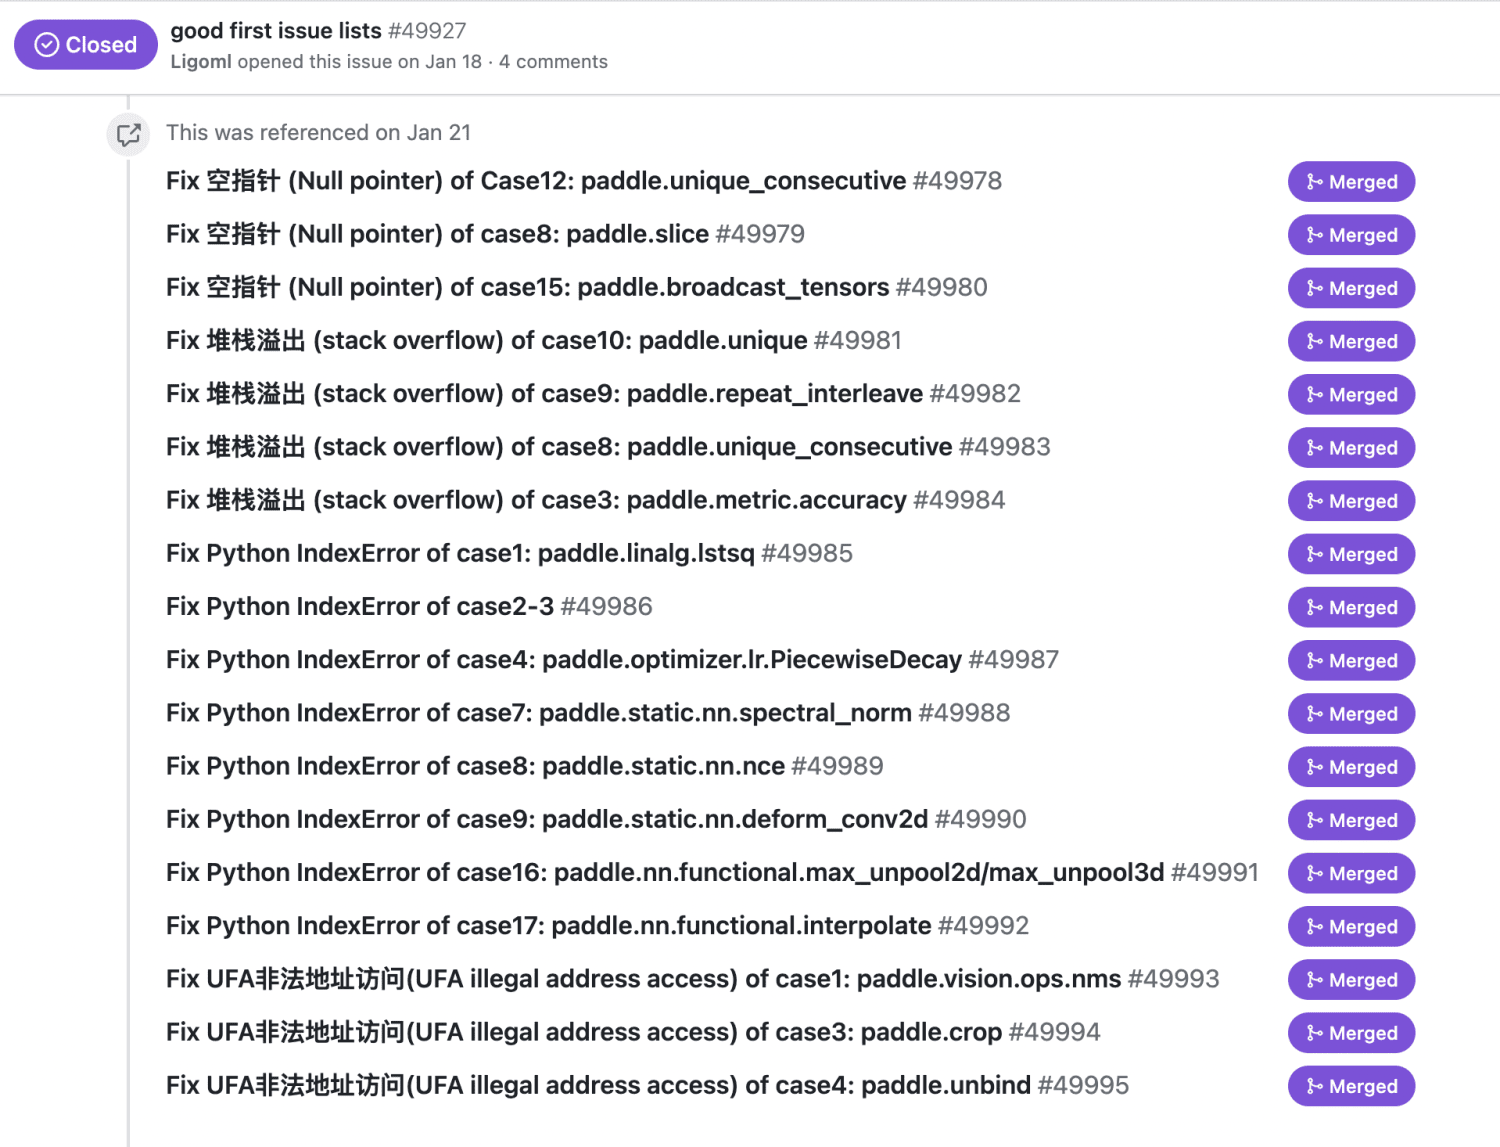 Closed
good first issue lists #49927
Ligoml opened this issue on Jan 18 · 4 comments
This was referenced on Jan 21
Fix 空指针 (Null pointer) of Case12: paddle.unique_consecutive #49978 Merged
Fix 空指针 (Null pointer) of case8: paddle.slice #49979 Merged
Fix 空指针 (Null pointer) of case15: paddle.broadcast_tensors #49980 Merged
Fix 堆栈溢出 (stack overflow) of case10: paddle.unique #49981 Merged
Fix 堆栈溢出 (stack overflow) of case9: paddle.repeat_interleave #49982 Merged
Fix 堆栈溢出 (stack overflow) of case8: paddle.unique_consecutive #49983 Merged
Fix 堆栈溢出 (stack overflow) of case3: paddle.metric.accuracy #49984 Merged
Fix Python IndexError of case1: paddle.linalg.lstsq #49985 Merged
Fix Python IndexError of case2-3 #49986 Merged
Fix Python IndexError of case4: paddle.optimizer.lr.PiecewiseDecay #49987 Merged
Fix Python IndexError of case7: paddle.static.nn.spectral_norm #49988 Merged
Fix Python IndexError of case8: paddle.static.nn.nce #49989 Merged
Fix Python IndexError of case9: paddle.static.nn.deform_conv2d #49990 Merged
Fix Python IndexError of case16: paddle.nn.functional.max_unpool2d/max_unpool3d #49991 Merged
Fix Python IndexError of case17: paddle.nn.functional.interpolate #49992 Merged
Fix UFA非法地址访问(UFA illegal address access) of case1: paddle.vision.ops.nms #49993 Merged
Fix UFA非法地址访问(UFA illegal address access) of case3: paddle.crop #49994 Merged
Fix UFA非法地址访问(UFA illegal address access) of case4: paddle.unbind #49995 Merged